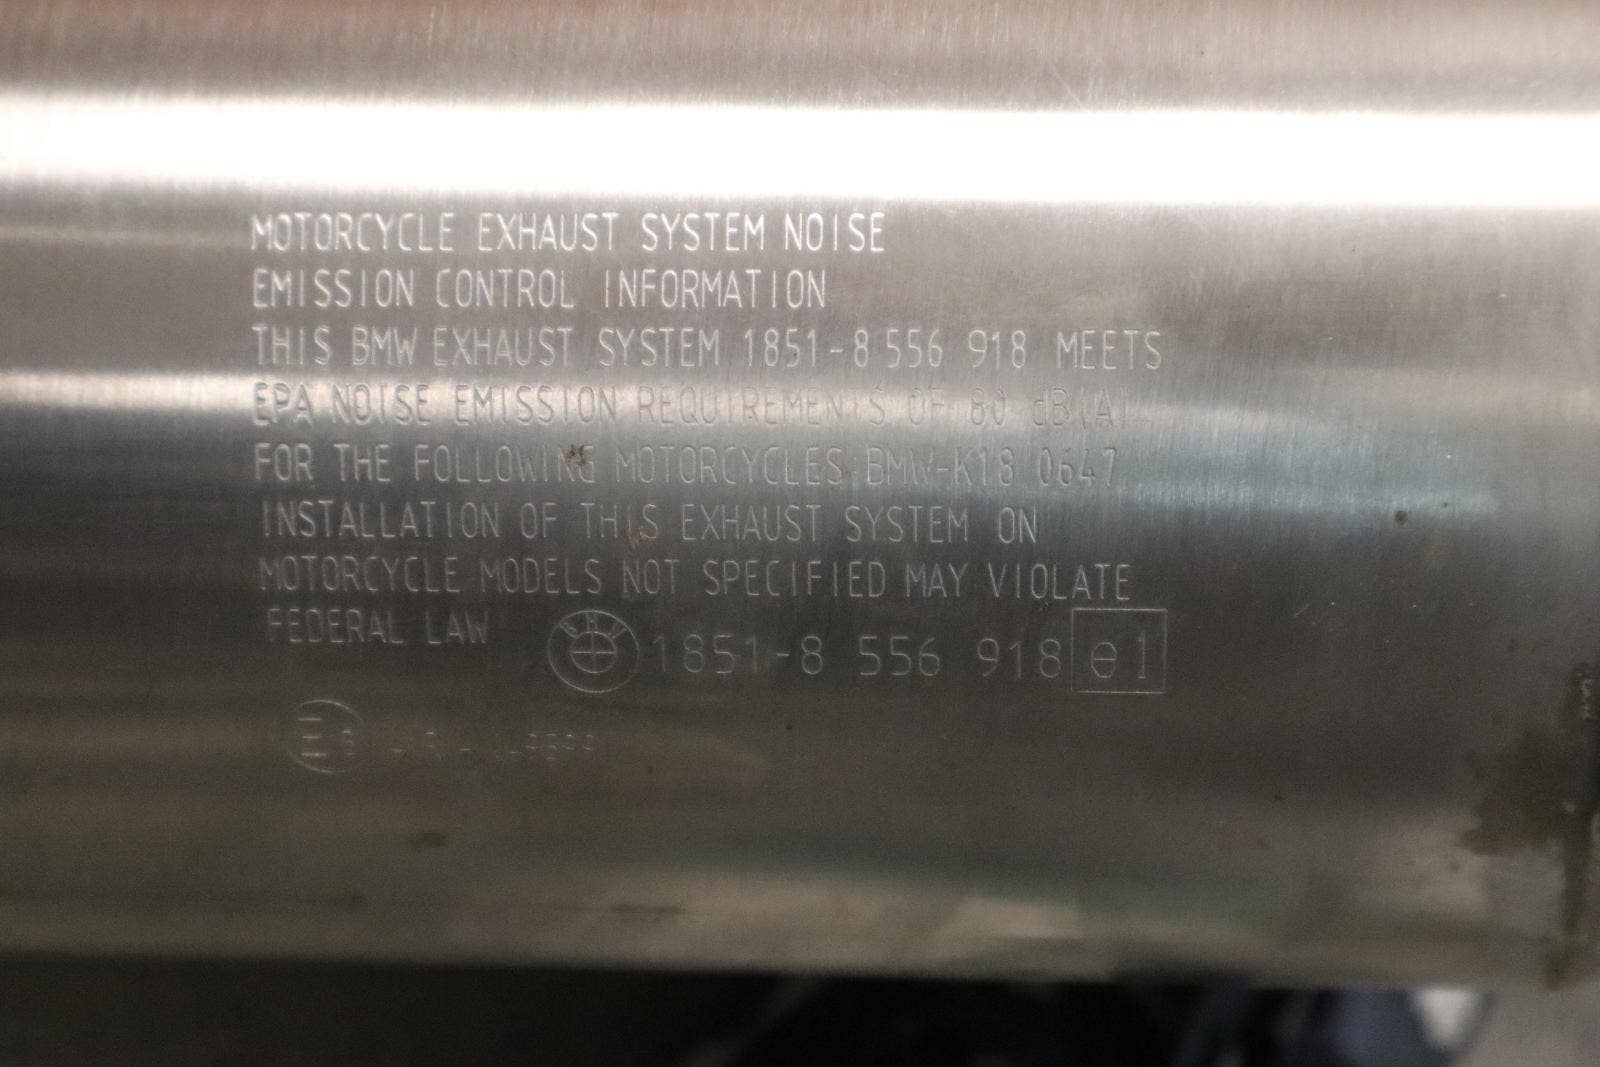 MOTORCYCLE EXHAUST SYSTEM NOISE
EMISSION CONTROL INFORMATION
THIS BMW EXHAUST SYSTEM 1851-8 556 918 MEETS
EPA NOISE EMISSION REQUIREMENTS OF 80 dB(A)
FOR THE FOLLOWING MOTORCYCLES:BMW-K18 0647
INSTALLATION OF THIS EXHAUST SYSTEM ON
MOTORCYCLE MODELS NOT SPECIFIED MAY VIOLATE
FEDERAL LAW
BMW 1851-8 556 918 e1